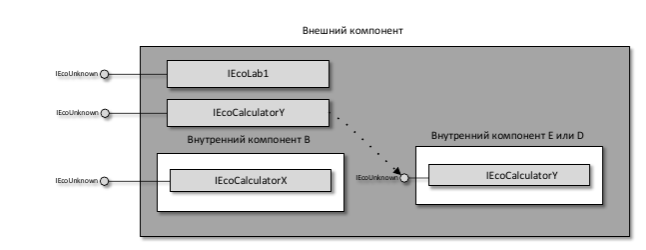 Внешний компонент
IEcoUnknown
IEcoLab1
IEcoUnknown
IEcoCalculatorY
Внутренний компонент B
Внутренний компонент E или D
IEcoUnknown
IEcoCalculatorX
IEcoUnknown
IEcoCalculatorY